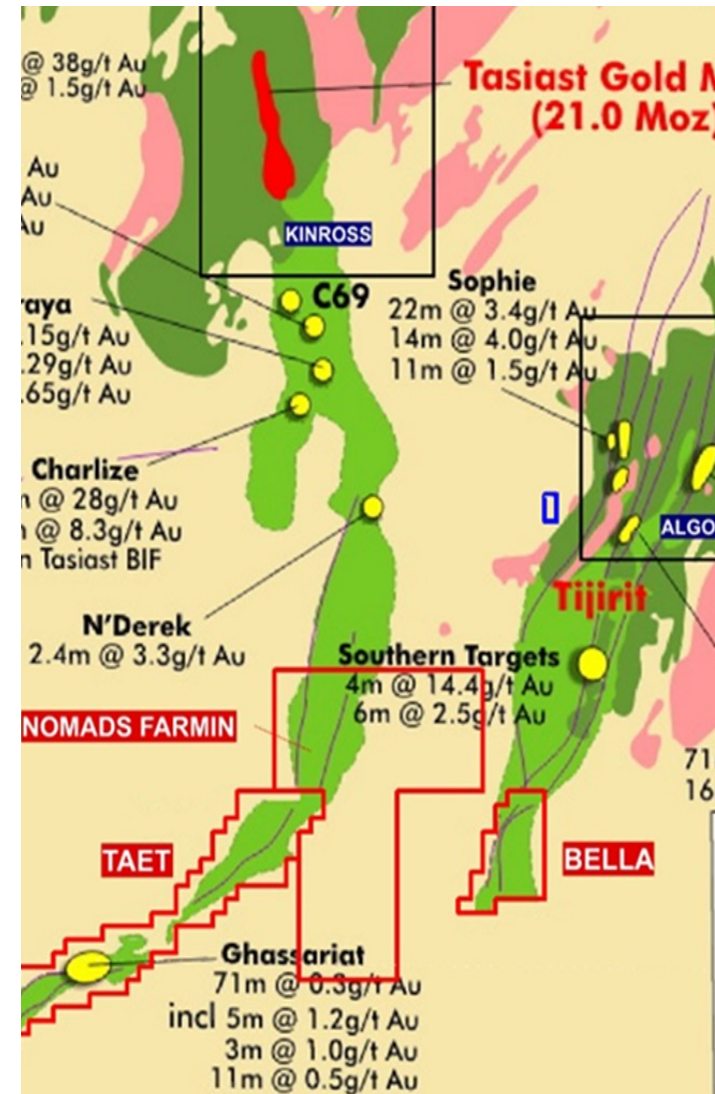 @ 38g/t Au
@ 1.5g/t Au
Tasiast Gold M
(21.0 Moz)
Au
Au
Au
KINROSS
C69
Sophie
22m @ 3.4g/t Au
14m @ 4.0g/t Au
11m @ 1.5g/t Au
raya
.15g/t Au
.29g/t Au
.65g/t Au
Charlize
@ 28g/t Au
@ 8.3g/t Au
n Tasiast BIF
ALGO
Tijirit
N'Derek
2.4m @ 3.3g/t Au
Southern Targets
4m @ 14.4g/t Au
6m @ 2.5g/t Au
NOMADS FARMIN
71
16
TAET
BELLA
Ghassariat
71m @ 0.3g/t Au
incl 5m @ 1.2g/t Au
3m @ 1.0g/t Au
11m @ 0.5g/t Au